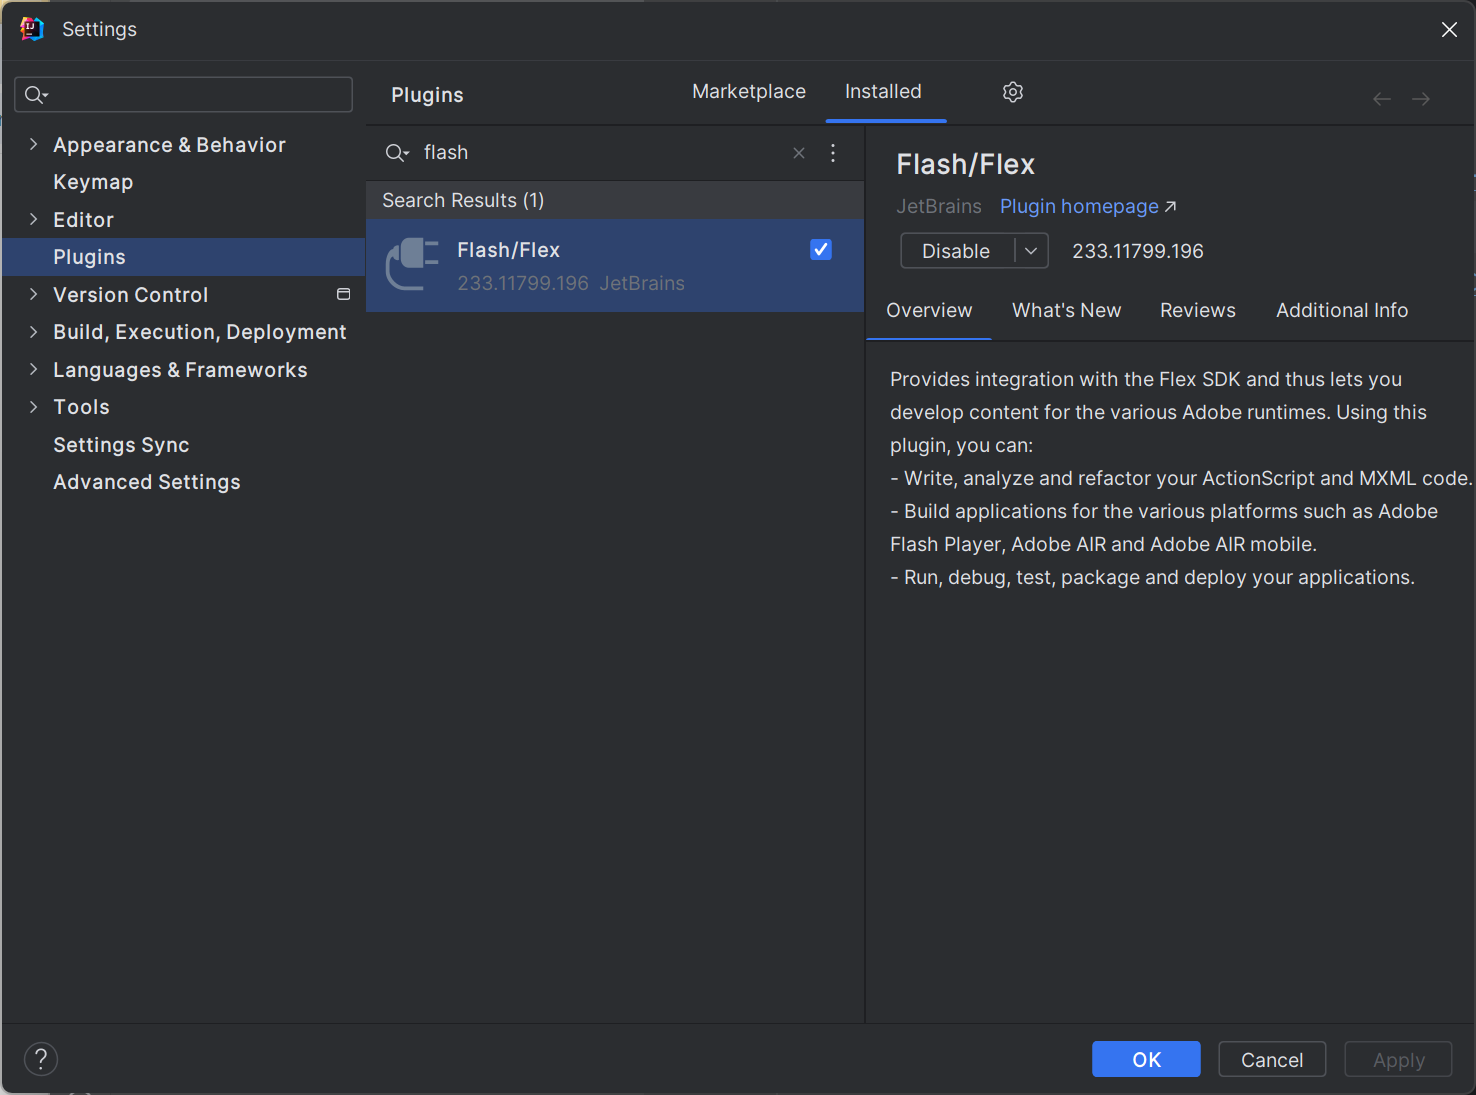 Settings
Plugins
Marketplace
Installed
Appearance & Behavior
Keymap
Editor
Plugins
Version Control
Build, Execution, Deployment
Languages & Frameworks
Tools
Settings Sync
Advanced Settings
flash
Search Results (1)
Flash/Flex
233.11799.196 JetBrains
Flash/Flex
JetBrains Plugin homepage
Disable
233.11799.196
Overview
What's New
Reviews
Additional Info
Provides integration with the Flex SDK and thus lets you
develop content for the various Adobe runtimes. Using this
plugin, you can:
- Write, analyze and refactor your ActionScript and MXML code.
- Build applications for the various platforms such as Adobe
Flash Player, Adobe AIR and Adobe AIR mobile.
- Run, debug, test, package and deploy your applications.
?
OK
Cancel
Apply